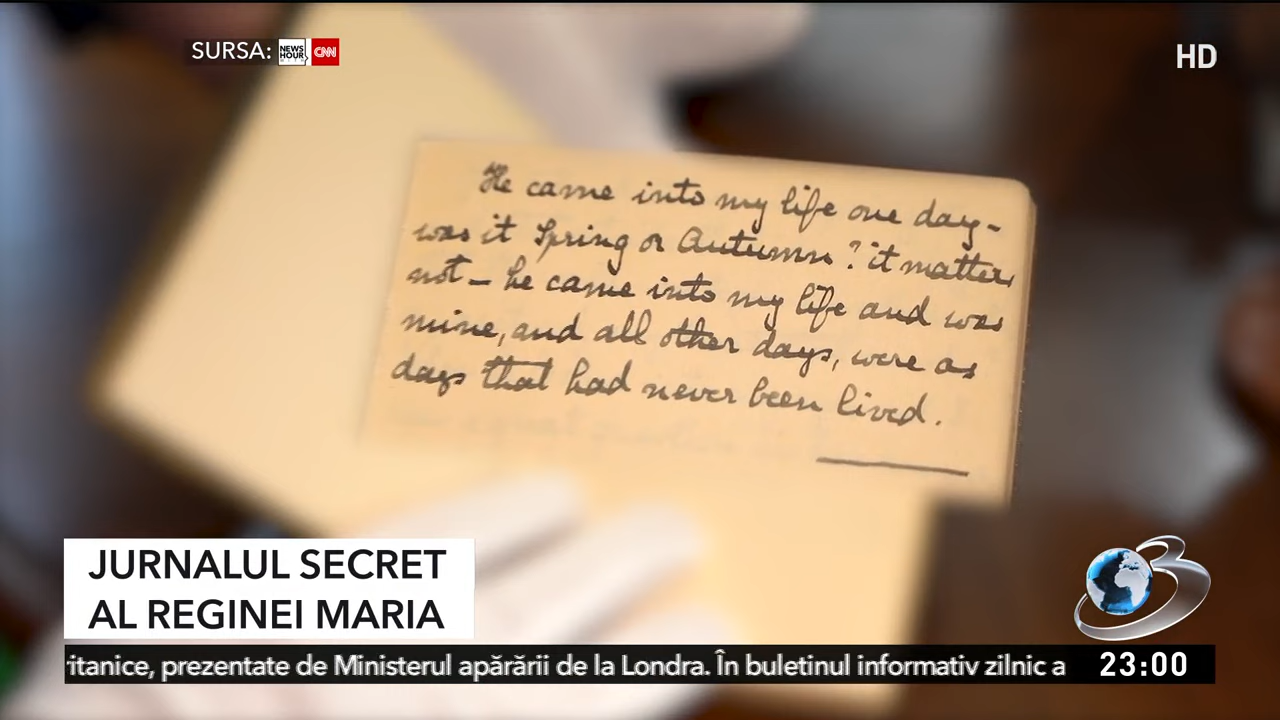 SURSA: NEWS HOUR CNN
HD
He came into my life one day-
was it Spring or Autumn? it matters
not - he came into my life and was
mine, and all other days, were as
days that had never been lived.
JURNALUL SECRET
AL REGINEI MARIA
3
ritanice, prezentate de Ministerul apărării de la Londra. În buletinul informativ zilnic a
23:00